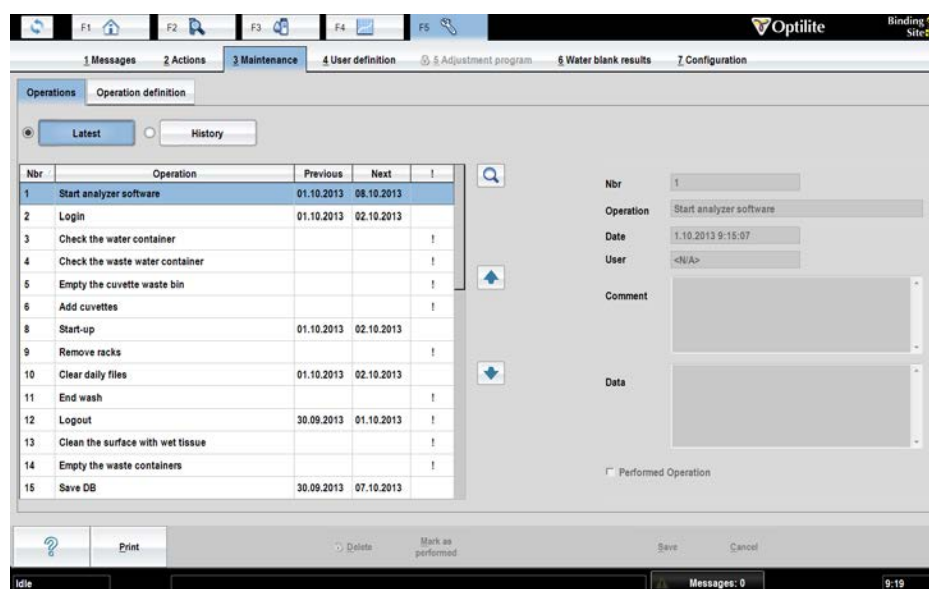 F1 F2 F3 F4 F5 Optilite Binding Site
1 Messages 2 Actions 3 Maintenance 4 User definition 5 Adjustment program 6 Water blank results 7 Configuration
Operations Operation definition
Latest History
Nbr Operation Previous Next !
1 Start analyzer software 01.10.2013 08.10.2013
2 Login 01.10.2013 02.10.2013
3 Check the water container !
4 Check the waste water container !
5 Empty the cuvette waste bin !
6 Add cuvettes !
8 Start-up 01.10.2013 02.10.2013
9 Remove racks !
10 Clear daily files 01.10.2013 02.10.2013
11 End wash !
12 Logout 30.09.2013 01.10.2013 !
13 Clean the surface with wet tissue !
14 Empty the waste containers !
15 Save DB 30.09.2013 07.10.2013
Nbr 1
Operation Start analyzer software
Date 1.10.2013 9:15:07
User <N/A>
Comment
Data
Performed Operation
? Print Delete Mark as performed Save Cancel
Idle Messages: 0 9:19